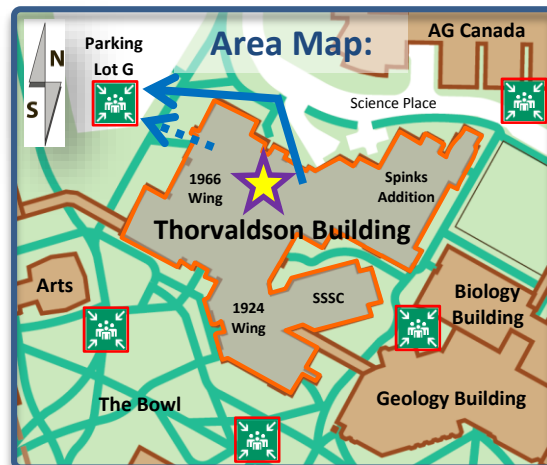 Area Map:
AG Canada
Parking
Lot G
N
S
Science Place
1966
Wing
Spinks
Addition
Thorvaldson Building
Arts
1924
Wing
SSSC
Biology
Building
The Bowl
Geology Building